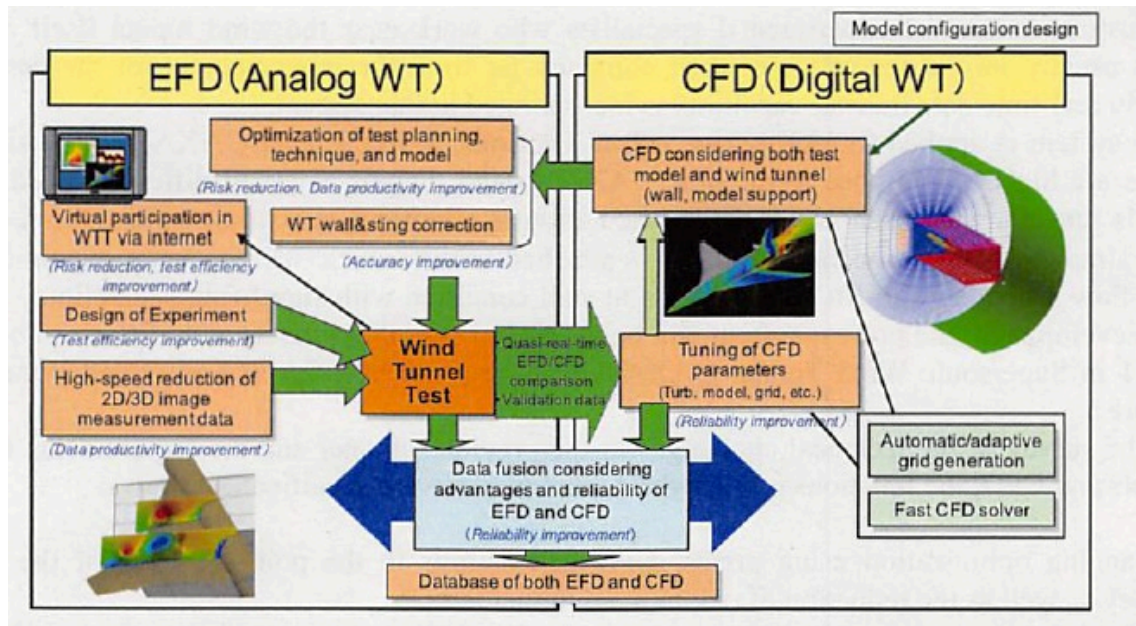 Model configuration design
EFD (Analog WT)
CFD (Digital WT)
Optimization of test planning,
technique, and model
(Risk reduction, Data productivity improvement)
CFD considering both test
model and wind tunnel
(wall, model support)
Virtual participation in
WTT via internet
(Risk reduction, test efficiency
improvement)
WT wall&sting correction
(Accuracy improvement)
Design of Experiment
(Test efficiency improvement)
High-speed reduction of
2D/3D image
measurement data
(Data productivity improvement)
Wind
Tunnel
Test
• Quasi real-time
EFD/CFD
comparison
• Validation data
Tuning of CFD
parameters
(Turb. model, grid, etc.)
(Reliability improvement)
Automatic/adaptive
grid generation
Fast CFD solver
Data fusion considering
advantages and reliability of
EFD and CFD
(Reliability improvement)
Database of both EFD and CFD